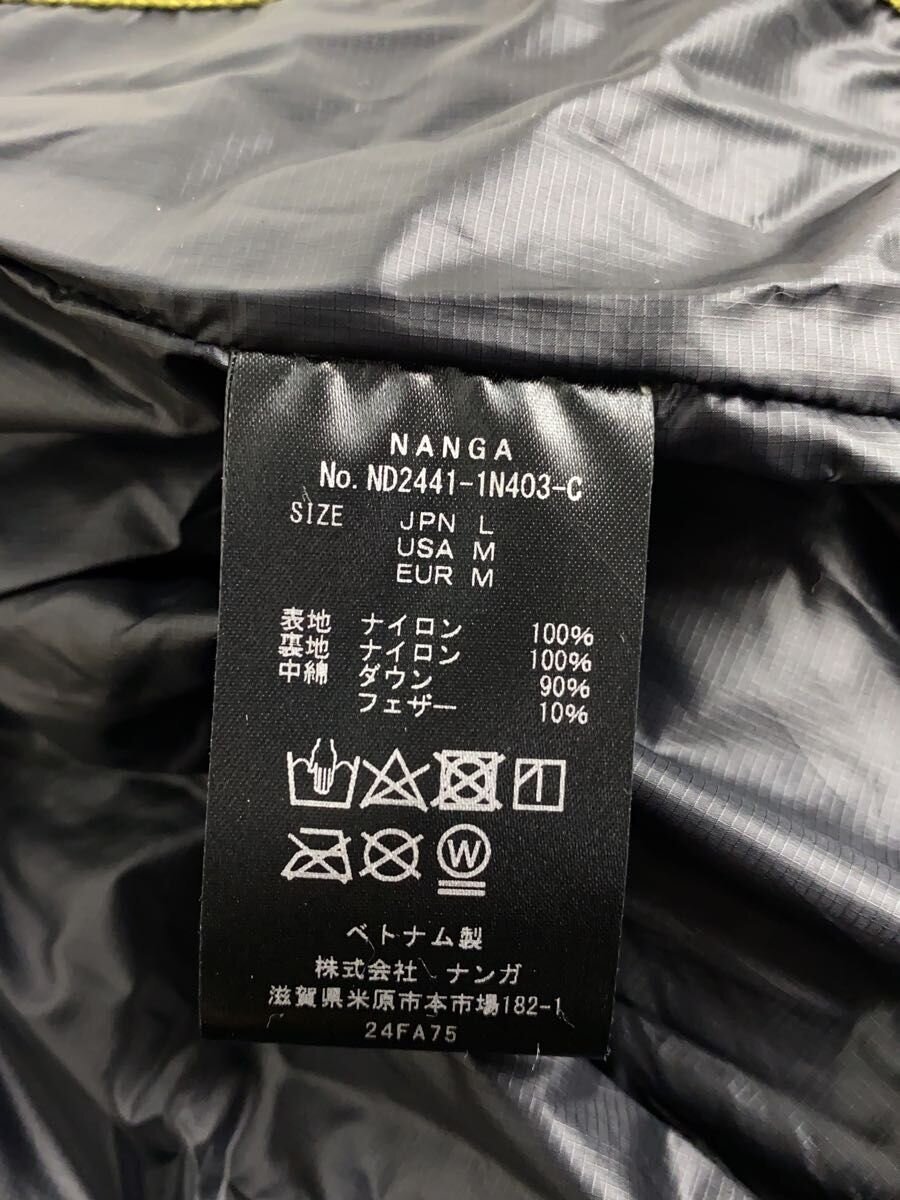 NANGA
No. ND2441-1N403-C
SIZE JPN L
USA M
EUR M
表地 ナイロン 100%
裏地 ナイロン 100%
中綿 ダウン 90%
フェザー 10%
W
ベトナム製
株式会社 ナンガ
滋賀県米原市本市場182-1
24FA75